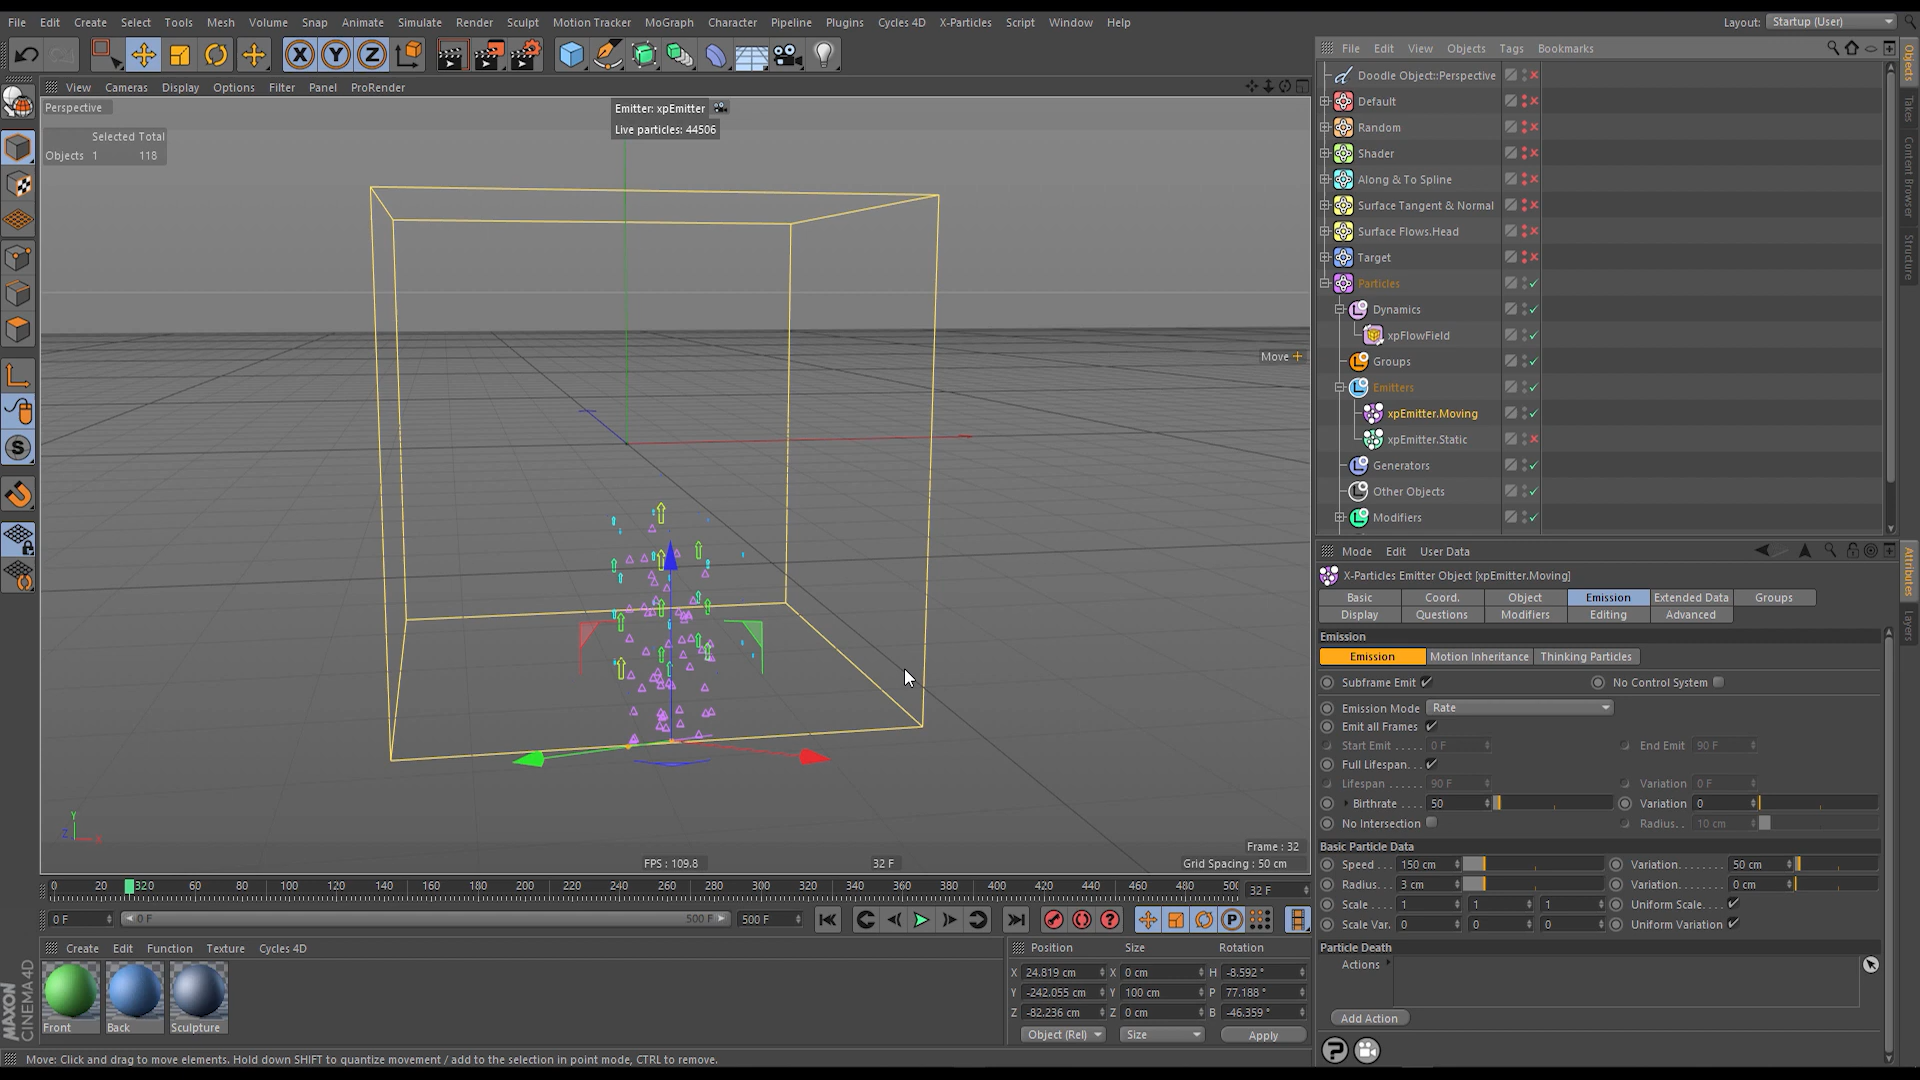 File Edit Create Select Tools Mesh Volume Snap Animate Simulate Render Sculpt Motion Tracker MoGraph Character Pipeline Plugins Cycles 4D X-Particles Script Window Help Layout: Startup (User)
X Y Z
File Edit View Objects Tags Bookmarks
View Cameras Display Options Filter Panel ProRender
Perspective
Emitter: xpEmitter
Live particles: 44506
Selected Total
Objects 1 118
Move
Doodle Object::Perspective
Default
Random
Shader
Along & To Spline
Surface Tangent & Normal
Surface Flows.Head
Target
Particles
Dynamics
xpFlowField
Groups
Emitters
xpEmitter.Moving
xpEmitter.Static
Generators
Other Objects
Modifiers
Objects
Takes
Content Browser
Structure
Mode Edit User Data
X-Particles Emitter Object [xpEmitter.Moving]
Basic Coord. Object Emission Extended Data Groups
Display Questions Modifiers Editing Advanced
Emission
Emission Motion Inheritance Thinking Particles
Subframe Emit No Control System
Emission Mode Rate
Emit all Frames
Start Emit ..... 0 F End Emit 90 F
Full Lifespan...
Lifespan ....... 90 F Variation 0 F
Birthrate .... 50 Variation 0
No Intersection Radius.. 10 cm
Basic Particle Data
Speed ... 150 cm Variation........ 50 cm
Radius... 3 cm Variation........ 0 cm
Scale .... 1 1 1 Uniform Scale...
Scale Var. 0 0 0 Uniform Variation
Particle Death
Actions
Add Action
Attributes
Layers
Y
Z X
FPS : 109.8 32 F
Frame : 32
Grid Spacing : 50 cm
0 20 320 60 80 100 120 140 160 180 200 220 240 260 280 300 320 340 360 380 400 420 440 460 480 500 32 F
0 F 0 F 500 F 500 F
Create Edit Function Texture Cycles 4D
Front
Back
Sculpture
Position Size Rotation
X 24.819 cm X 0 cm H -8.592 °
Y -242.055 cm Y 100 cm P 77.188 °
Z -82.236 cm Z 0 cm B -46.359 °
Object (Rel) Size Apply
MAXON
CINEMA 4D
Move: Click and drag to move elements. Hold down SHIFT to quantize movement / add to the selection in point mode, CTRL to remove.